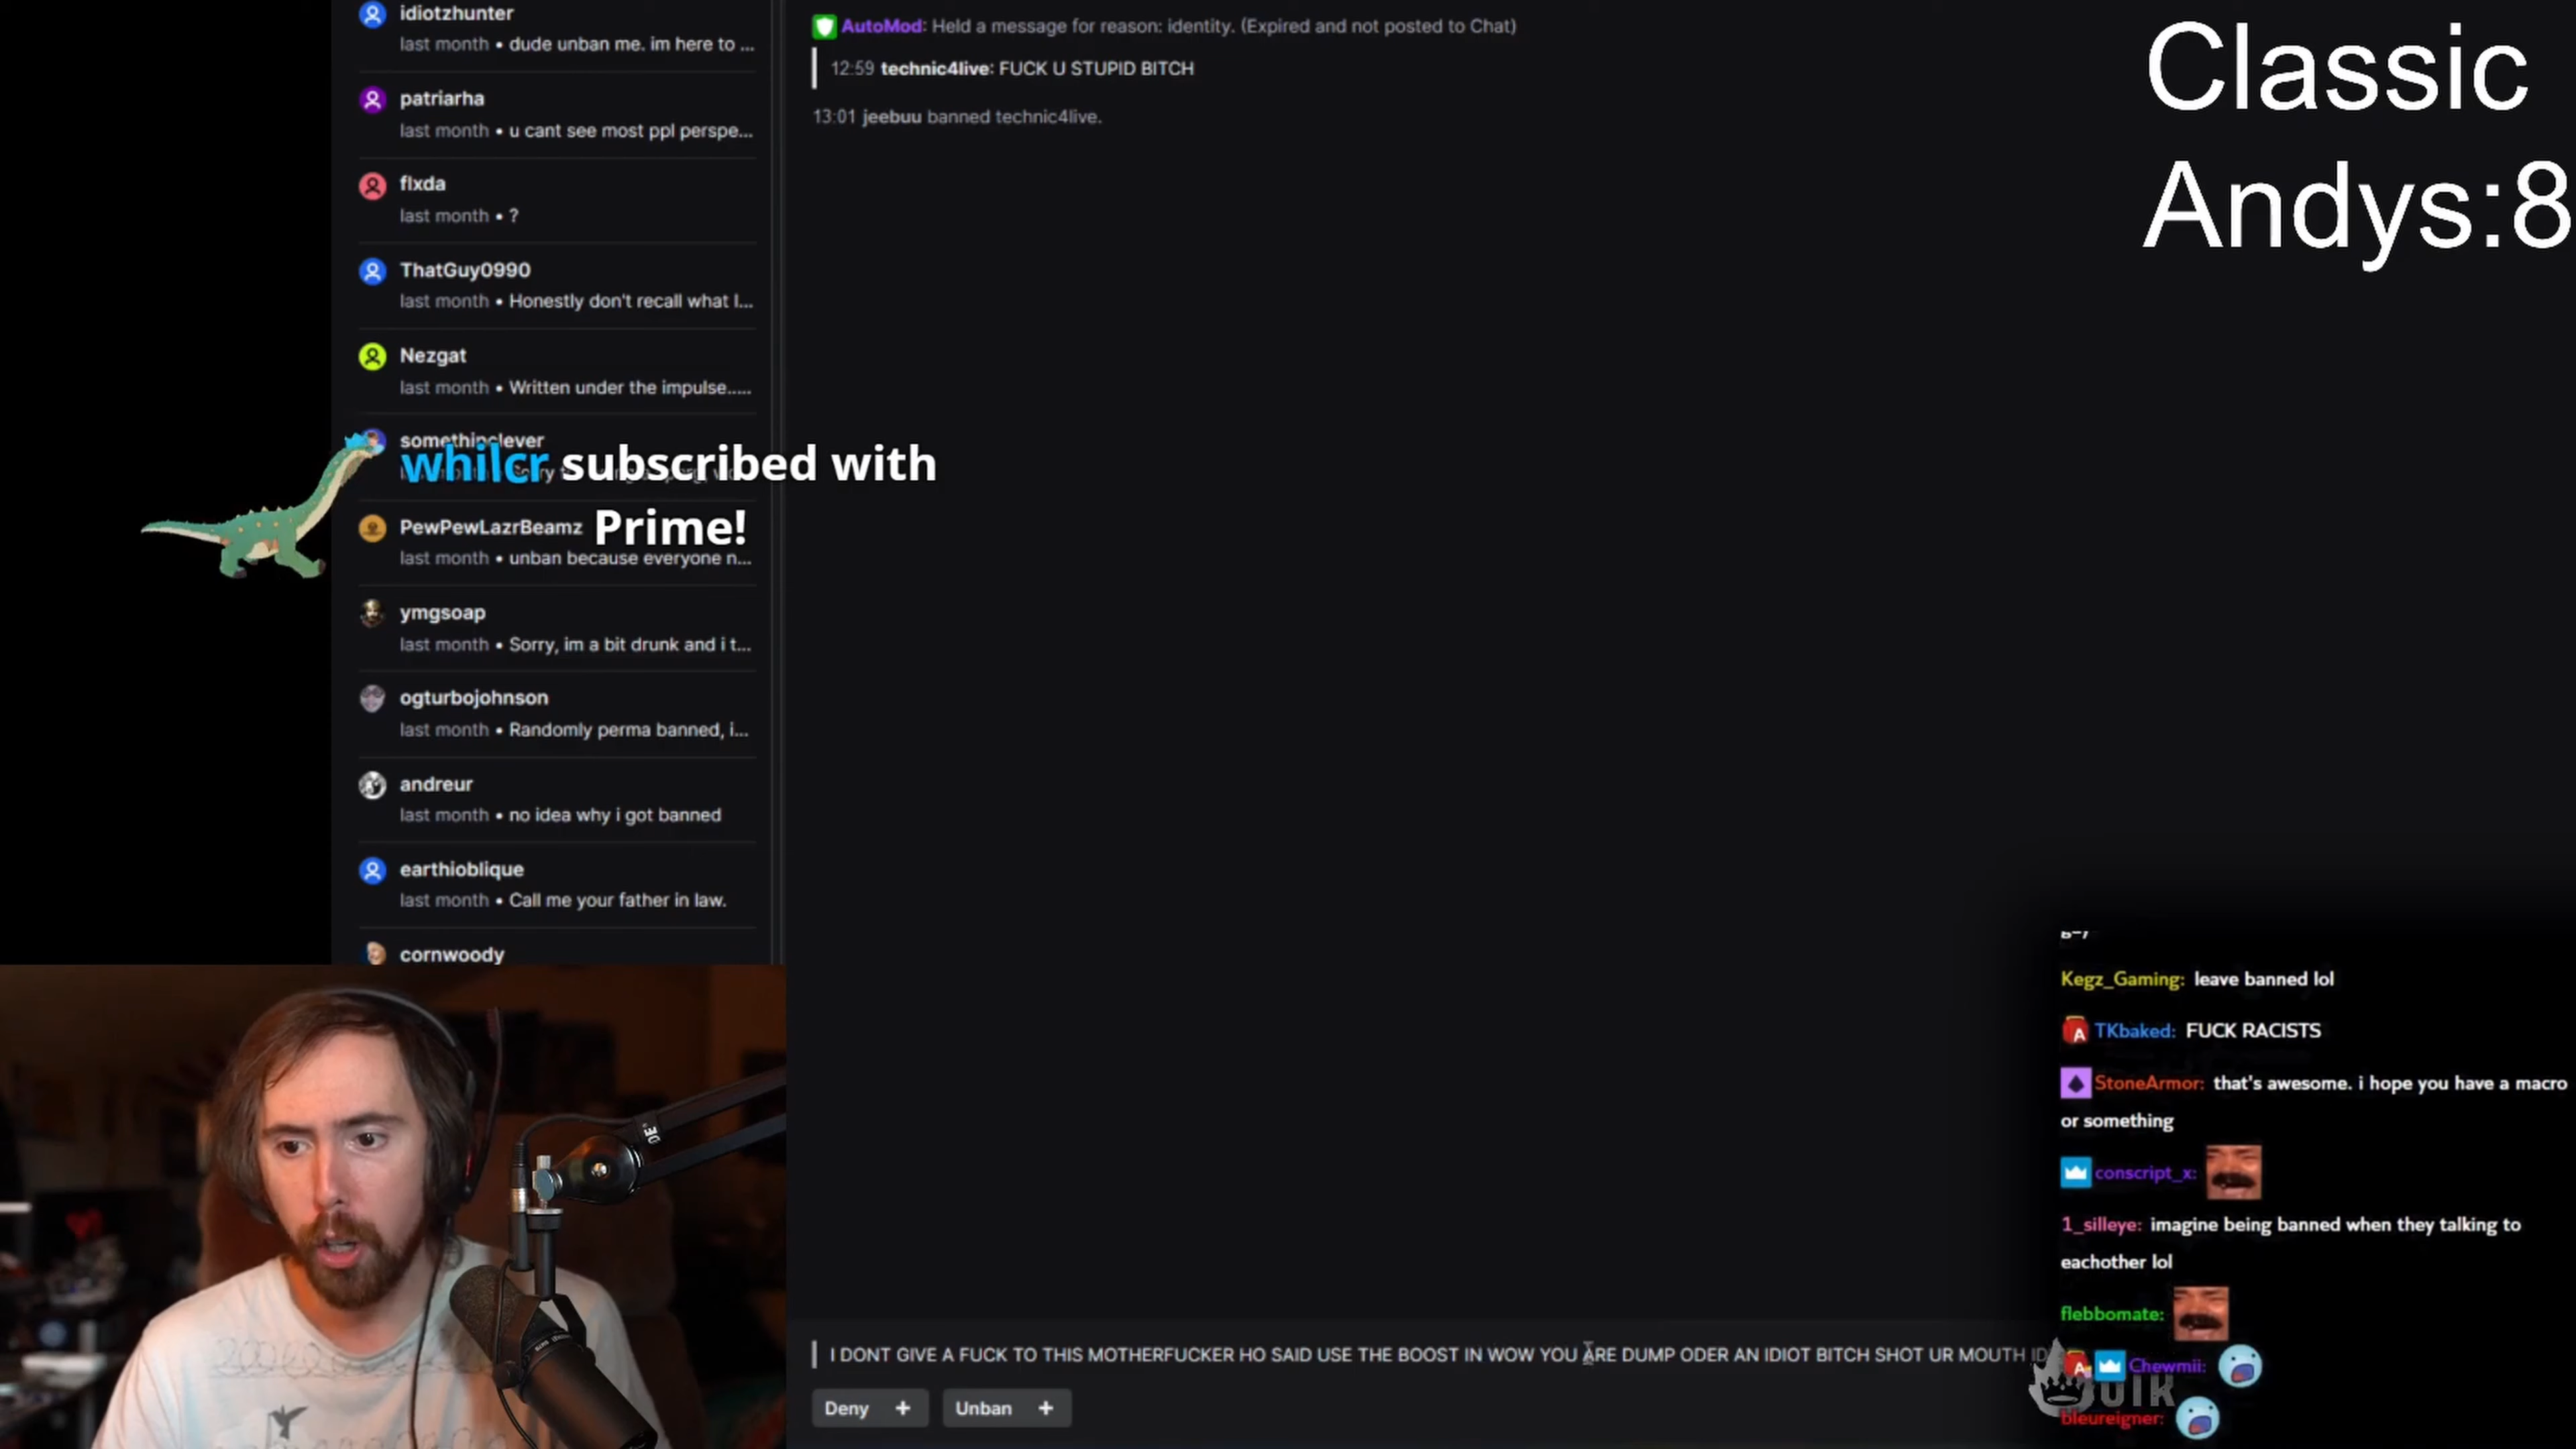 idiotzhunter
last month • dude unban me. im here to ...
patriarha
last month • u cant see most ppl perspe...
flxda
last month • ?
ThatGuy0990
last month • Honestly don't recall what I...
Nezgat
last month • Written under the impulse.....
somethinclever
whilcr subscribed with
Prime!
PewPewLazrBeamz
last month • unban because everyone n...
ymgsoap
last month • Sorry, im a bit drunk and i t...
ogturbojohnson
last month • Randomly perma banned, i...
andreur
last month • no idea why i got banned
earthioblique
last month • Call me your father in law.
cornwoody
AutoMod: Held a message for reason: identity. (Expired and not posted to Chat)
12:59 technic4live: FUCK U STUPID BITCH
13:01 jeebuu banned technic4live.
Classic
Andys:8
Kegz_Gaming: leave banned lol
TKbaked: FUCK RACISTS
StoneArmor: that's awesome. i hope you have a macro
or something
conscript_x:
1_silleye: imagine being banned when they talking to
eachother lol
flebbomate:
Chewmii:
bleureigner:
I DONT GIVE A FUCK TO THIS MOTHERFUCKER HO SAID USE THE BOOST IN WOW YOU ARE DUMP ODER AN IDIOT BITCH SHOT UR MOUTH
Deny +
Unban +